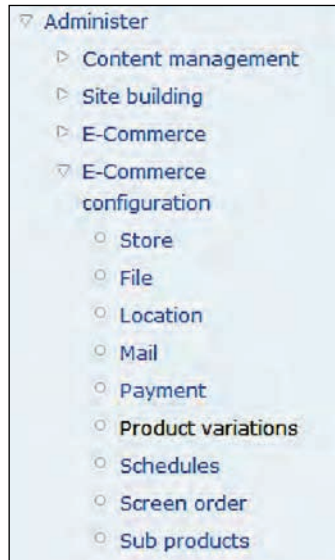 Administer
Content management
Site building
E-Commerce
E-Commerce
configuration
Store
File
Location
Mail
Payment
Product variations
Schedules
Screen order
Sub products